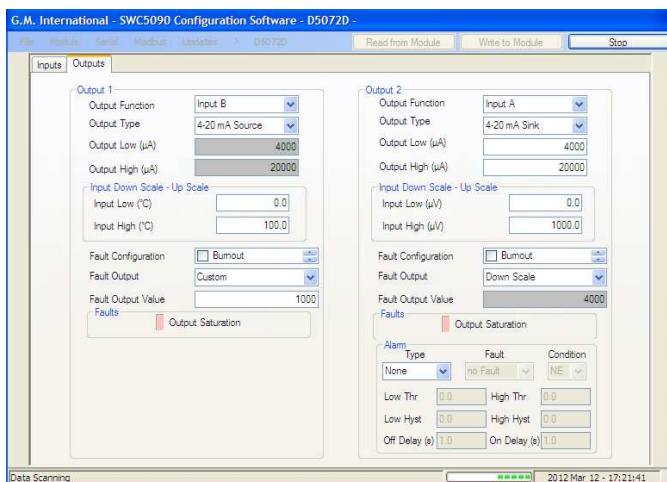 G.M. International - SWC5090 Configuration Software - D5072D -
File Module Serial Modbus Updates ? D5072D Read from Module Write to Module Stop
Inputs Outputs
Output 1
Output Function Input B
Output Type 4-20 mA Source
Output Low (µA) 4000
Output High (µA) 20000
Input Down Scale - Up Scale
Input Low (°C) 0.0
Input High (°C) 100.0
Fault Configuration Burnout
Fault Output Custom
Fault Output Value 1000
Faults
Output Saturation
Output 2
Output Function Input A
Output Type 4-20 mA Sink
Output Low (µA) 4000
Output High (µA) 20000
Input Down Scale - Up Scale
Input Low (µV) 0.0
Input High (µV) 1000.0
Fault Configuration Burnout
Fault Output Down Scale
Fault Output Value 4000
Faults
Output Saturation
Alarm
Type Fault Condition
None no Fault NE
Low Thr 0.0 High Thr 0.0
Low Hyst 0.0 High Hyst 0.0
Off Delay (s) 1.0 On Delay (s) 1.0
Data Scanning 2012 Mar 12 - 17:21:41